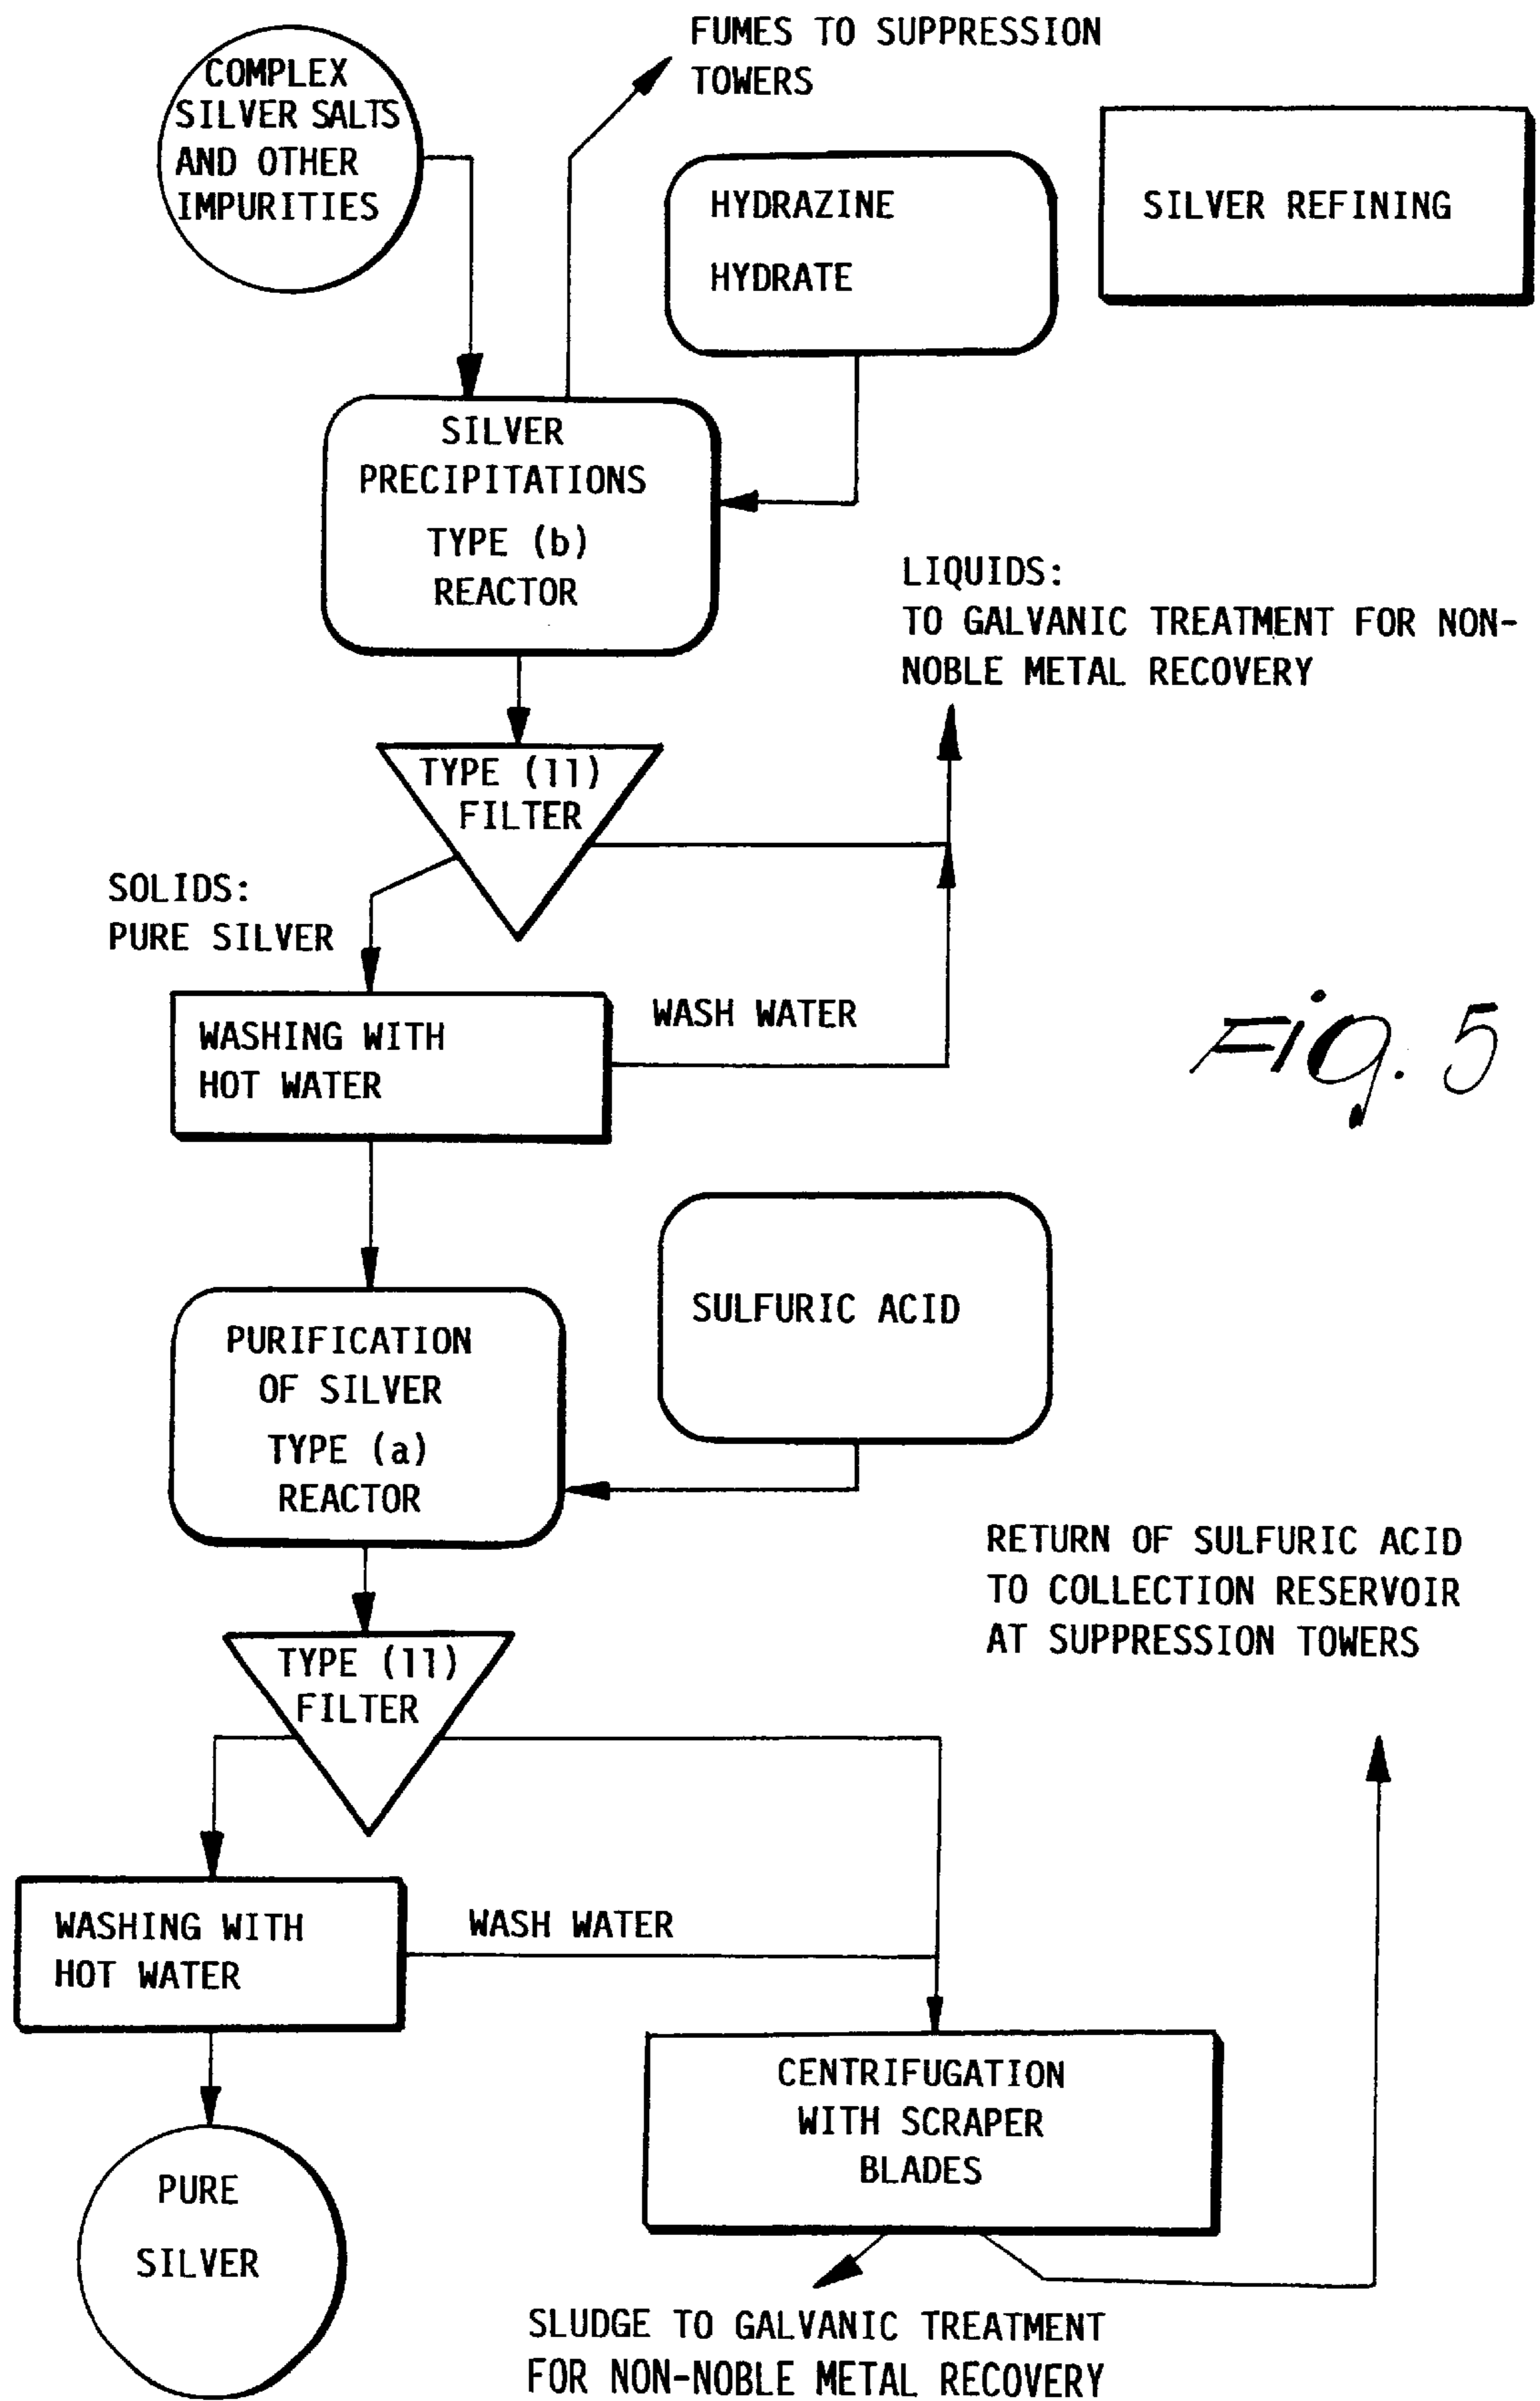 FUMES TO SUPPRESSION
TOWERS
COMPLEX
SILVER SALTS
AND OTHER
IMPURITIES
HYDRAZINE
HYDRATE
SILVER REFINING
SILVER
PRECIPITATIONS
TYPE (b)
REACTOR
LIQUIDS:
TO GALVANIC TREATMENT FOR NON-
NOBLE METAL RECOVERY
TYPE (11)
FILTER
SOLIDS:
PURE SILVER
WASHING WITH
HOT WATER
WASH WATER
Fig. 5
SULFURIC ACID
PURIFICATION
OF SILVER
TYPE (a)
REACTOR
RETURN OF SULFURIC ACID
TO COLLECTION RESERVOIR
AT SUPPRESSION TOWERS
TYPE (11)
FILTER
WASHING WITH
HOT WATER
WASH WATER
CENTRIFUGATION
WITH SCRAPER
BLADES
PURE
SILVER
SLUDGE TO GALVANIC TREATMENT
FOR NON-NOBLE METAL RECOVERY